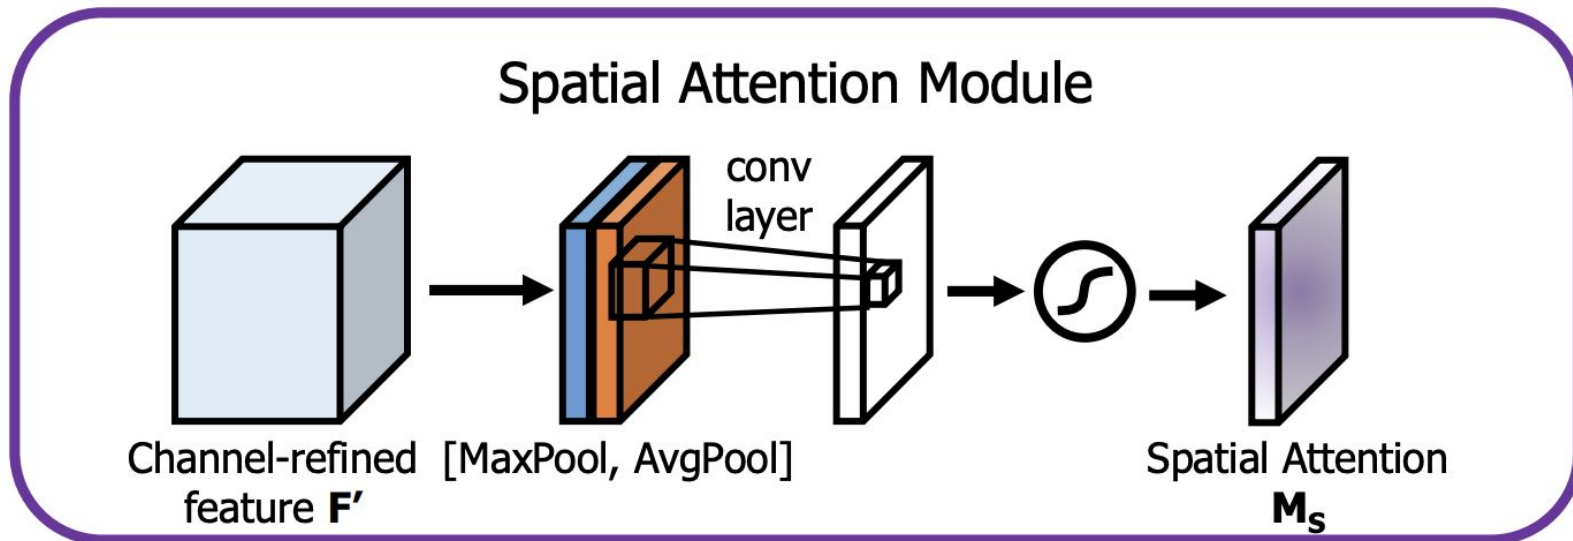 Spatial Attention Module
conv
layer
Channel-refined
feature F′
[MaxPool, AvgPool]
Spatial Attention
Ms